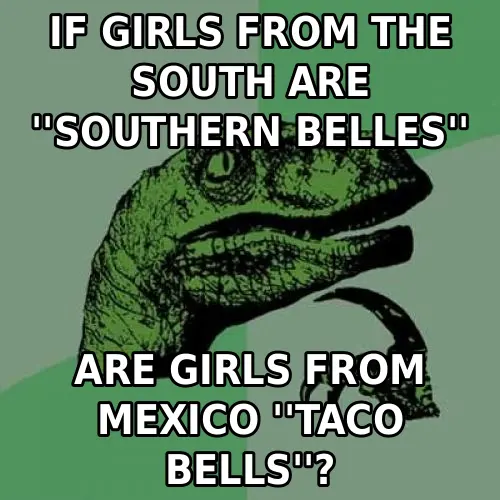 IF GIRLS FROM THE
SOUTH ARE
''SOUTHERN BELLES''
ARE GIRLS FROM
MEXICO ''TACO
BELLS''?